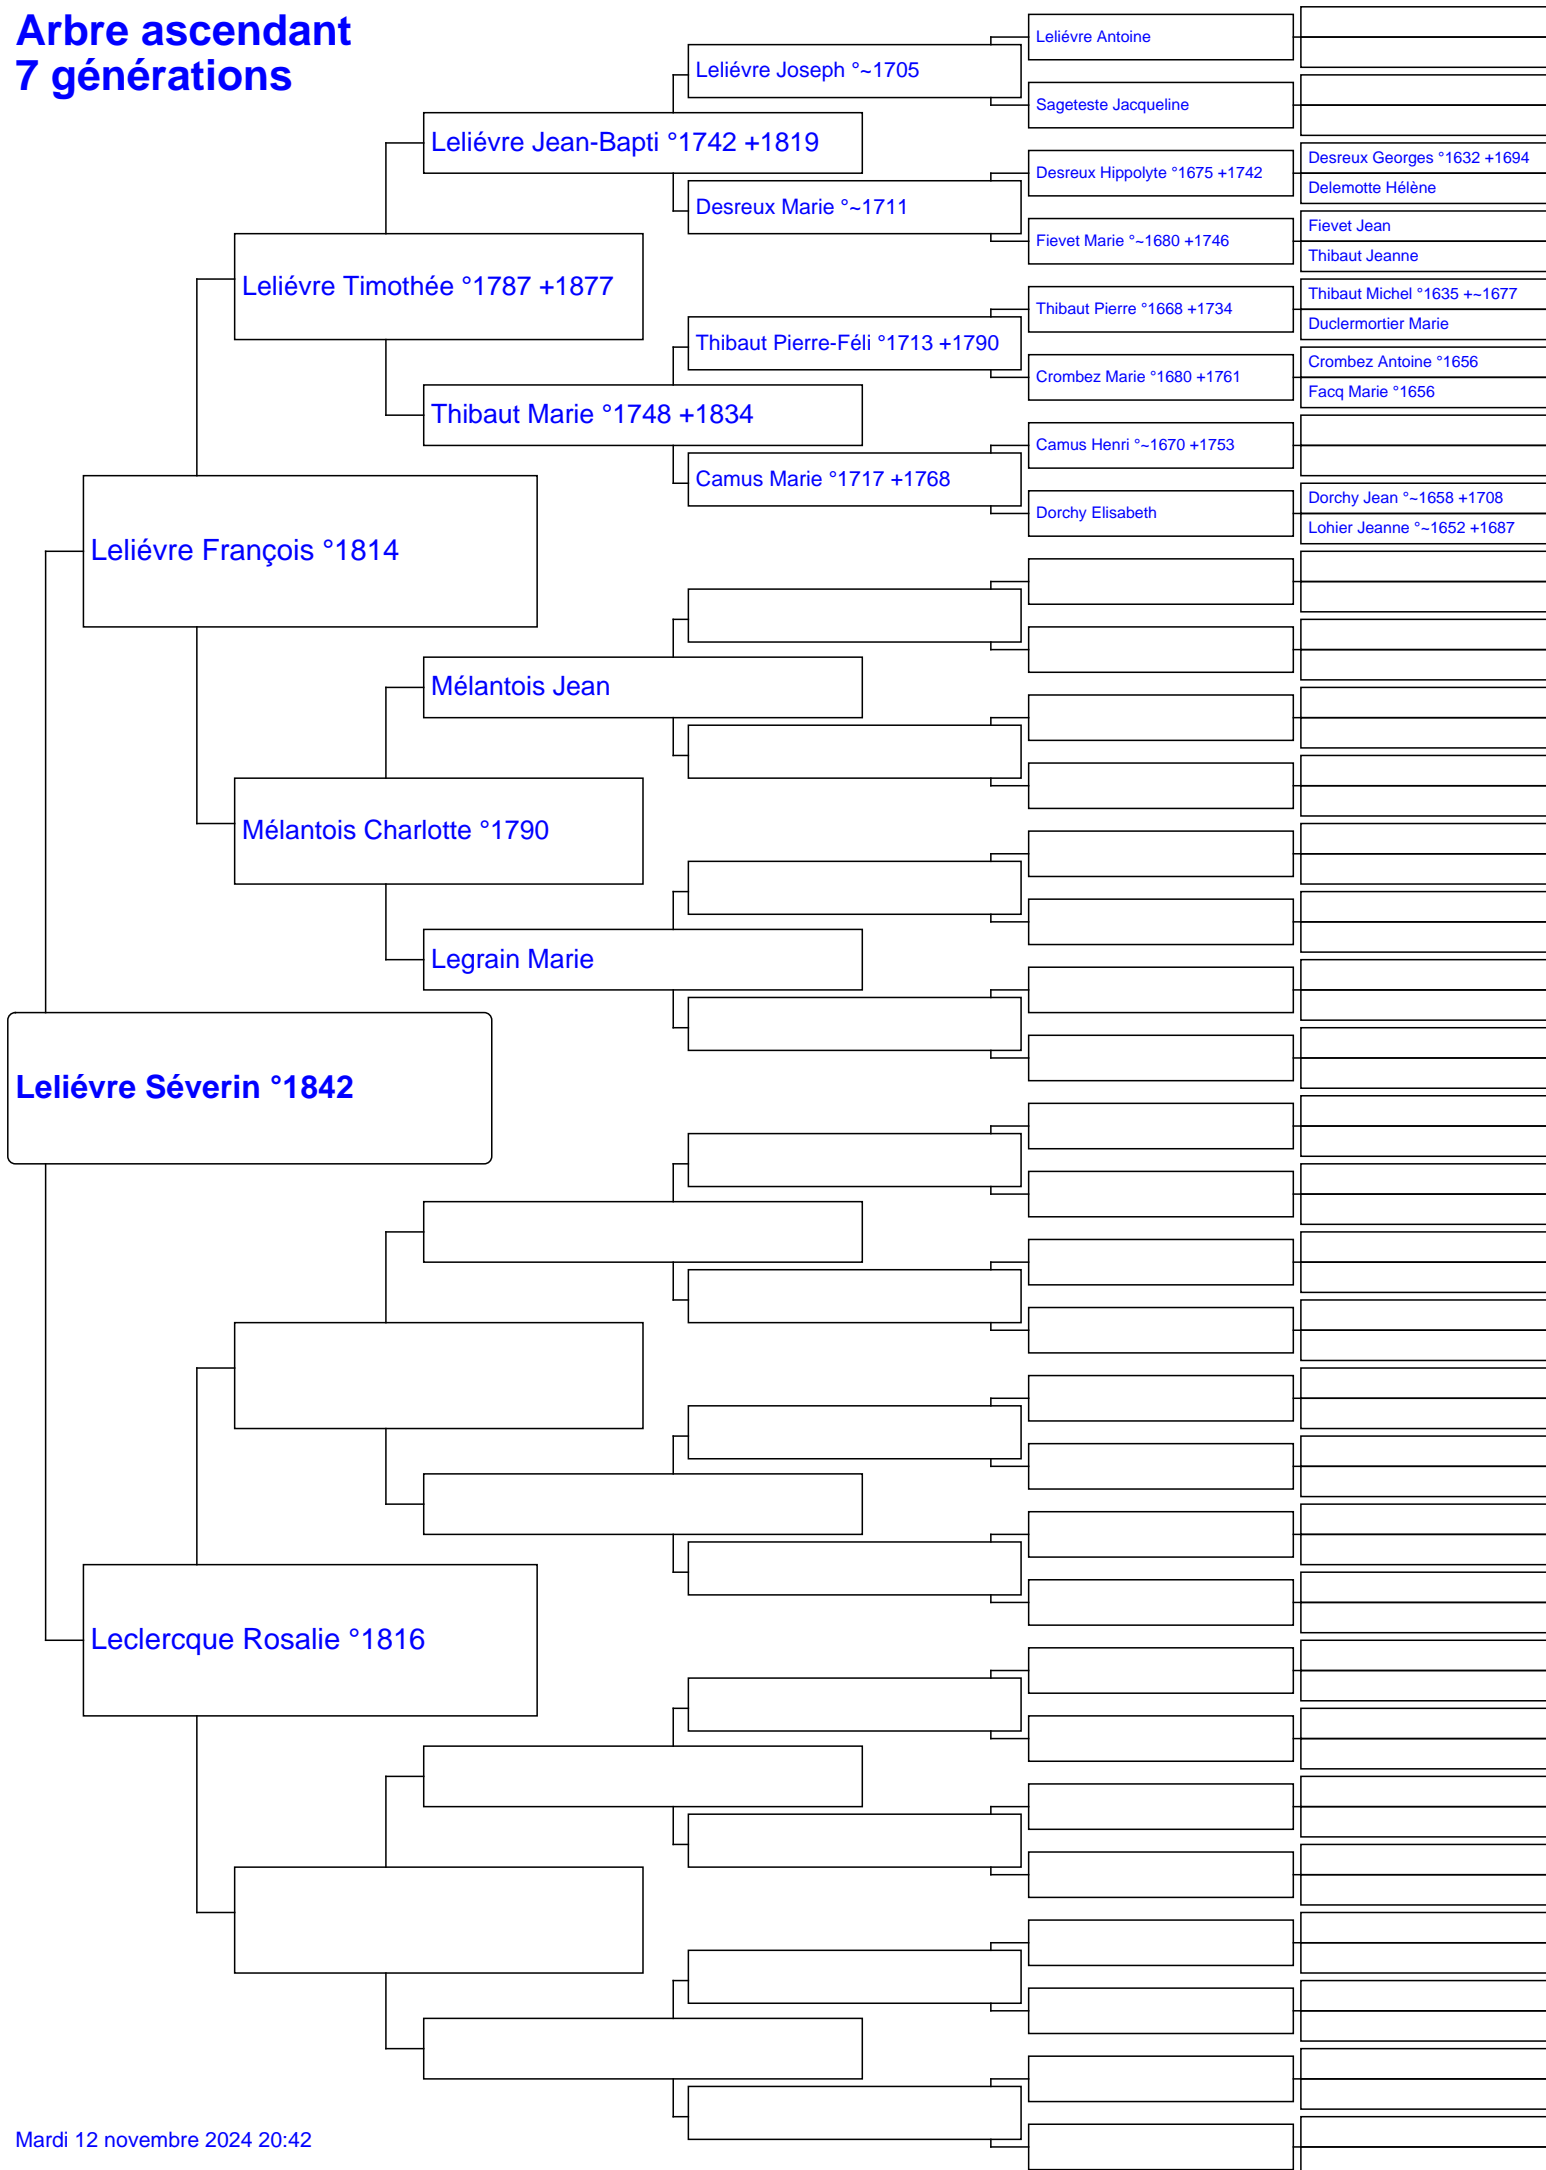 Arbre ascendant
7 générations
Leliévre Antoine
Leliévre Joseph °~1705
Sageteste Jacqueline
Leliévre Jean-Bapti °1742 +1819
Desreux Georges °1632 +1694
Desreux Hippolyte °1675 +1742
Delemotte Hélène
Desreux Marie °~1711
Fievet Jean
Fievet Marie °~1680 +1746
Thibaut Jeanne
Leliévre Timothée °1787 +1877
Thibaut Michel °1635 +~1677
Thibaut Pierre °1668 +1734
Duclermortier Marie
Thibaut Pierre-Féli °1713 +1790
Crombez Antoine °1656
Crombez Marie °1680 +1761
Facq Marie °1656
Thibaut Marie °1748 +1834
Camus Henri °~1670 +1753
Camus Marie °1717 +1768
Dorchy Jean °~1658 +1708
Dorchy Elisabeth
Lohier Jeanne °~1652 +1687
Leliévre François °1814
Mélantois Jean
Mélantois Charlotte °1790
Legrain Marie
Leliévre Séverin °1842
Leclercque Rosalie °1816
Mardi 12 novembre 2024 20:42